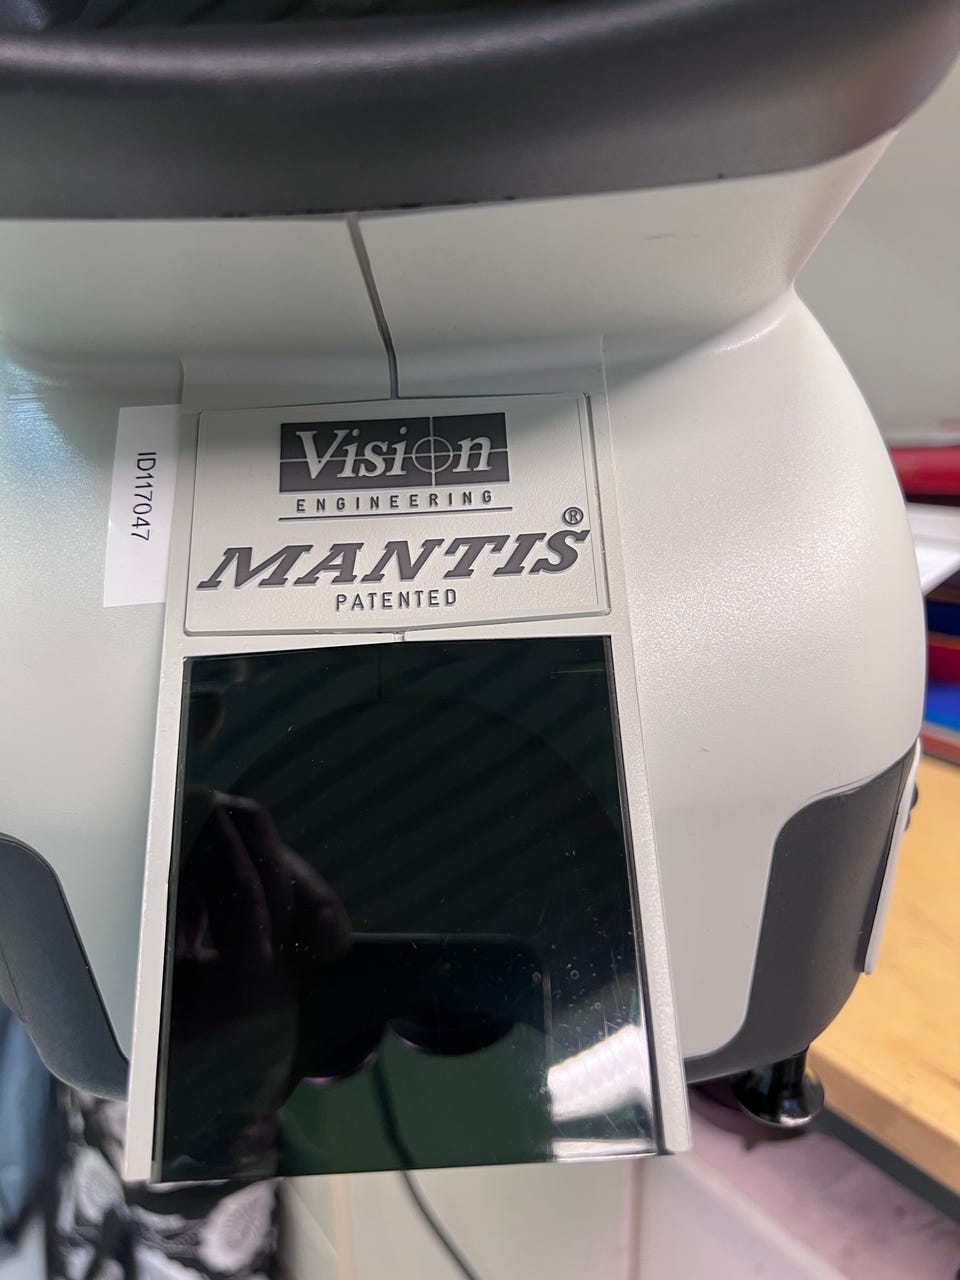 Vision
ENGINEERING
MANTIS®
PATENTED
ID117047